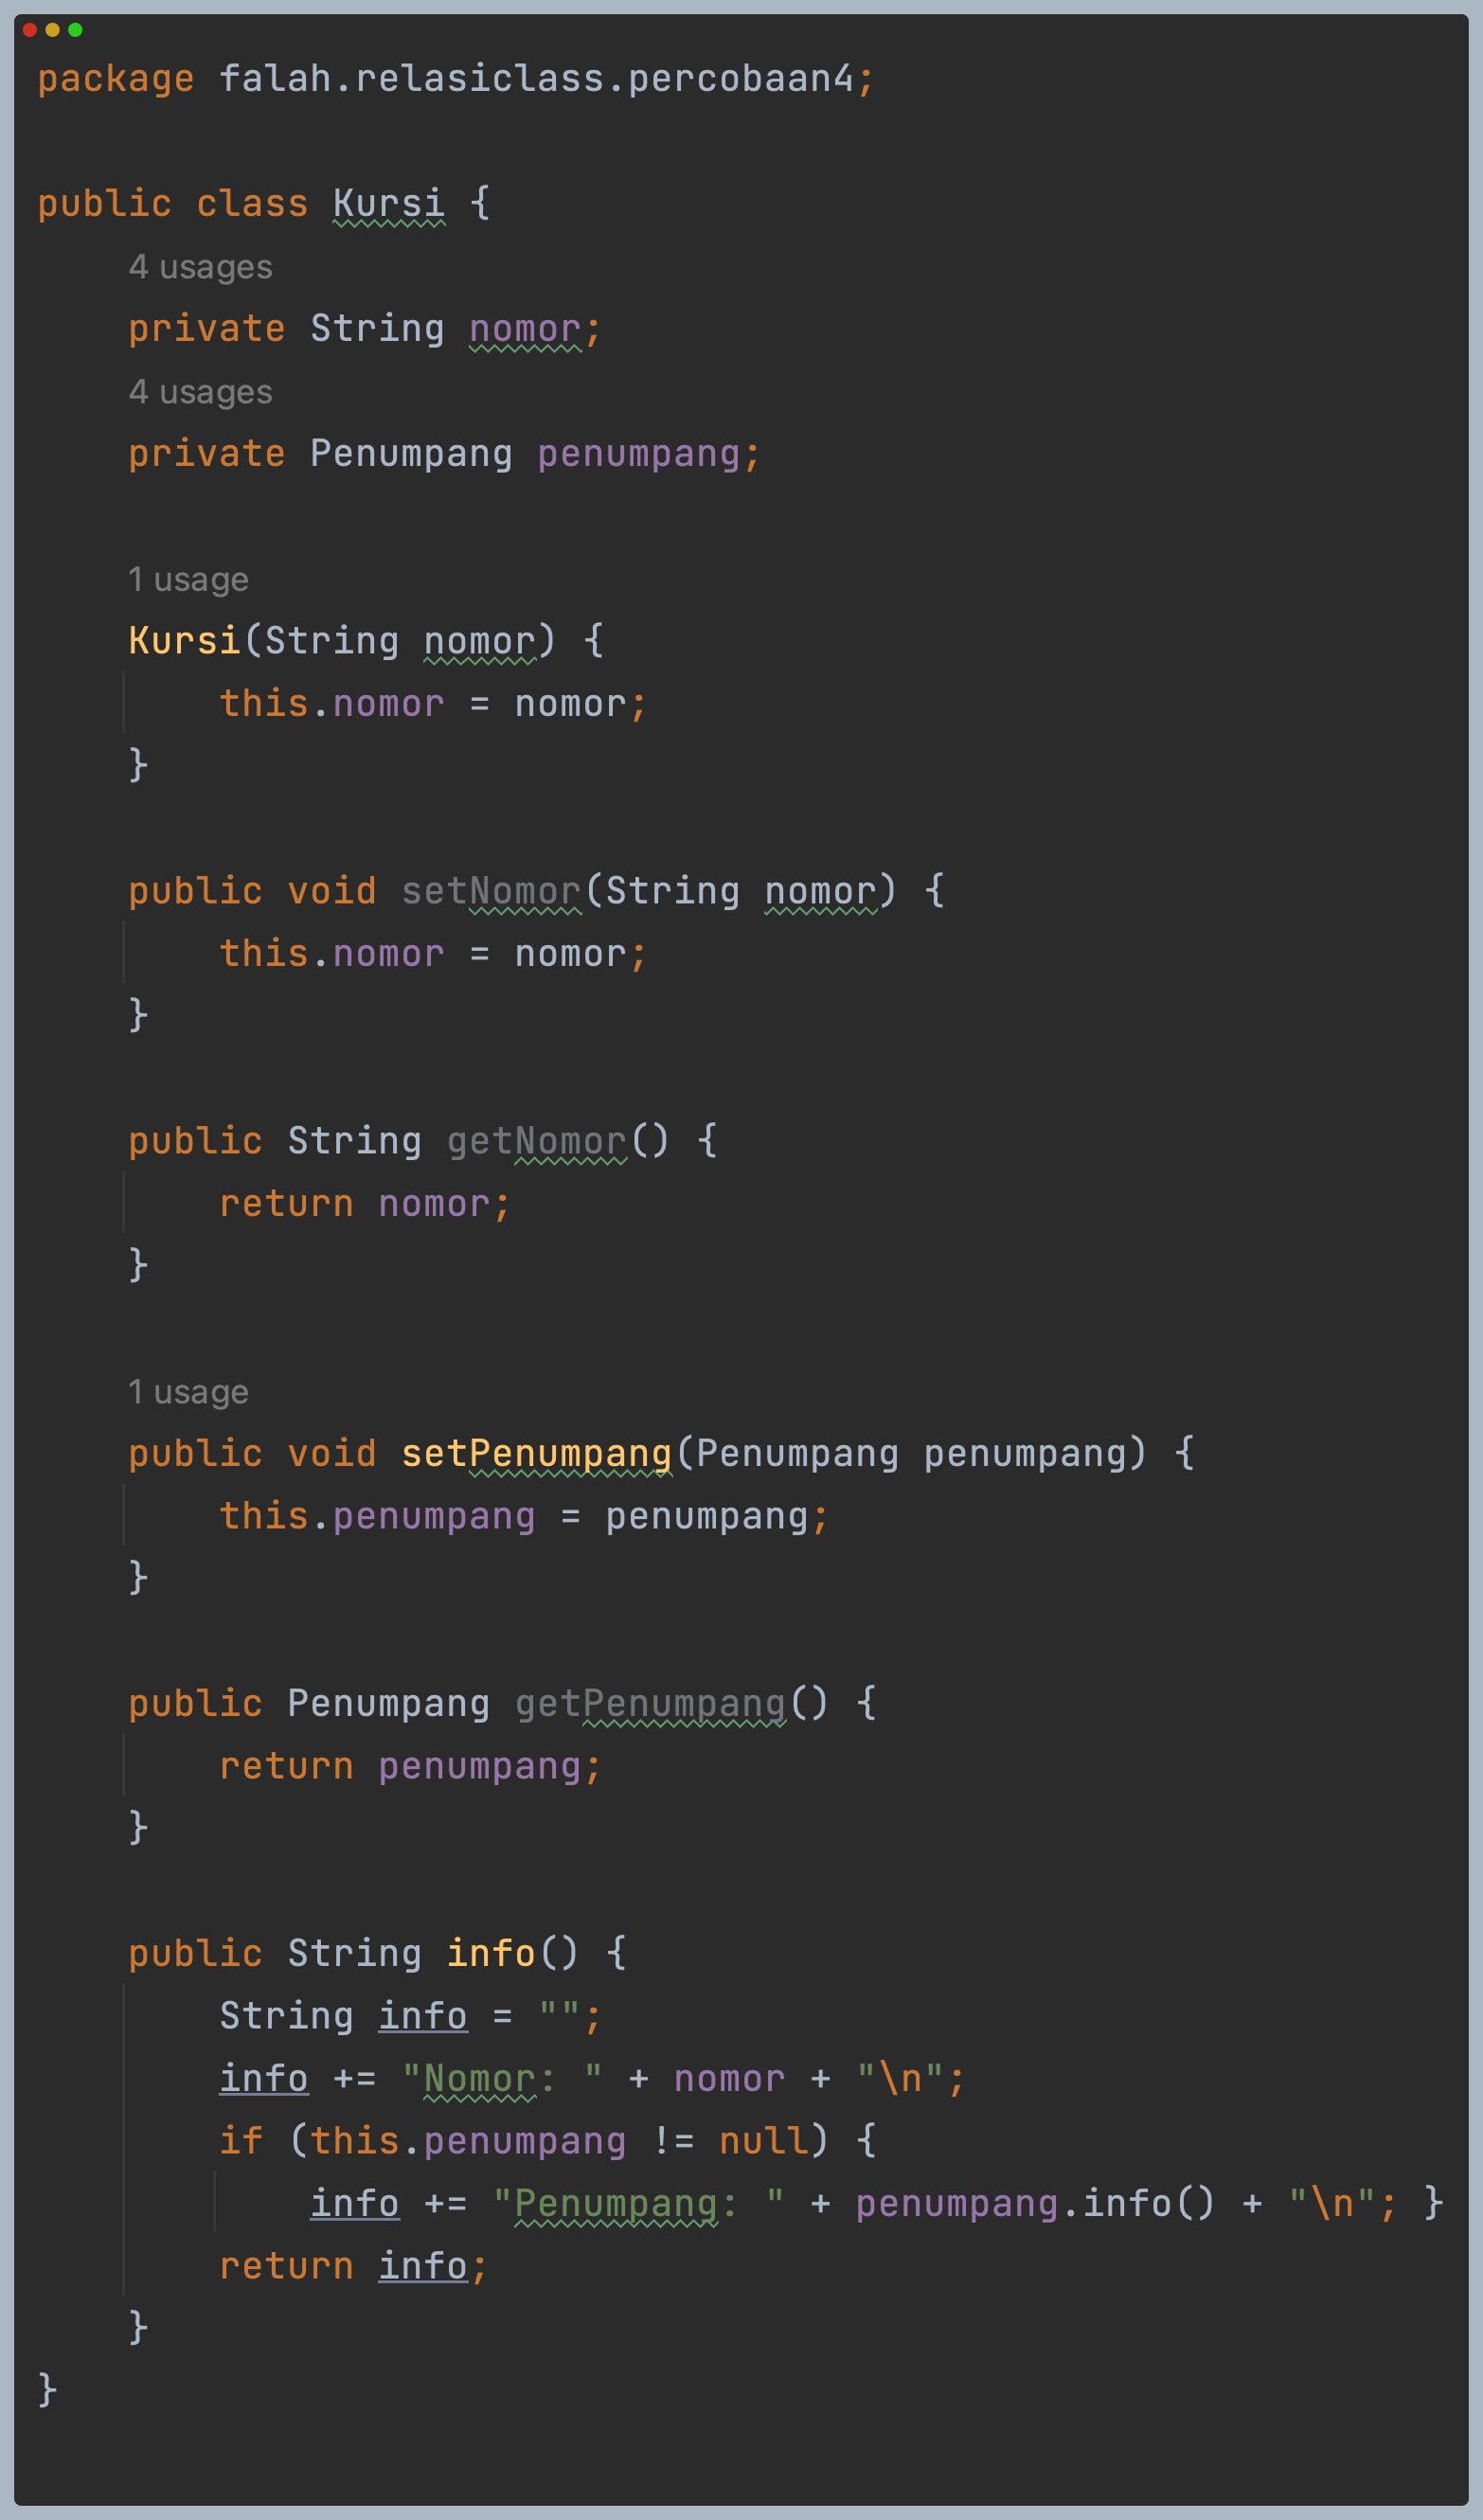 package falah.relasiclass.percobaan4;
public class Kursi {
4 usages
private String nomor;
4 usages
private Penumpang penumpang;
1 usage
Kursi(String nomor) {
this.nomor = nomor;
}
public void setNomor(String nomor) {
this.nomor = nomor;
}
public String getNomor() {
return nomor;
}
1 usage
public void setPenumpang(Penumpang penumpang) {
this.penumpang = penumpang;
}
public Penumpang getPenumpang() {
return penumpang;
}
public String info() {
String info = "";
info += "Nomor: " + nomor + "\n";
if (this.penumpang != null) {
info += "Penumpang: " + penumpang.info() + "\n"; }
return info;
}
}